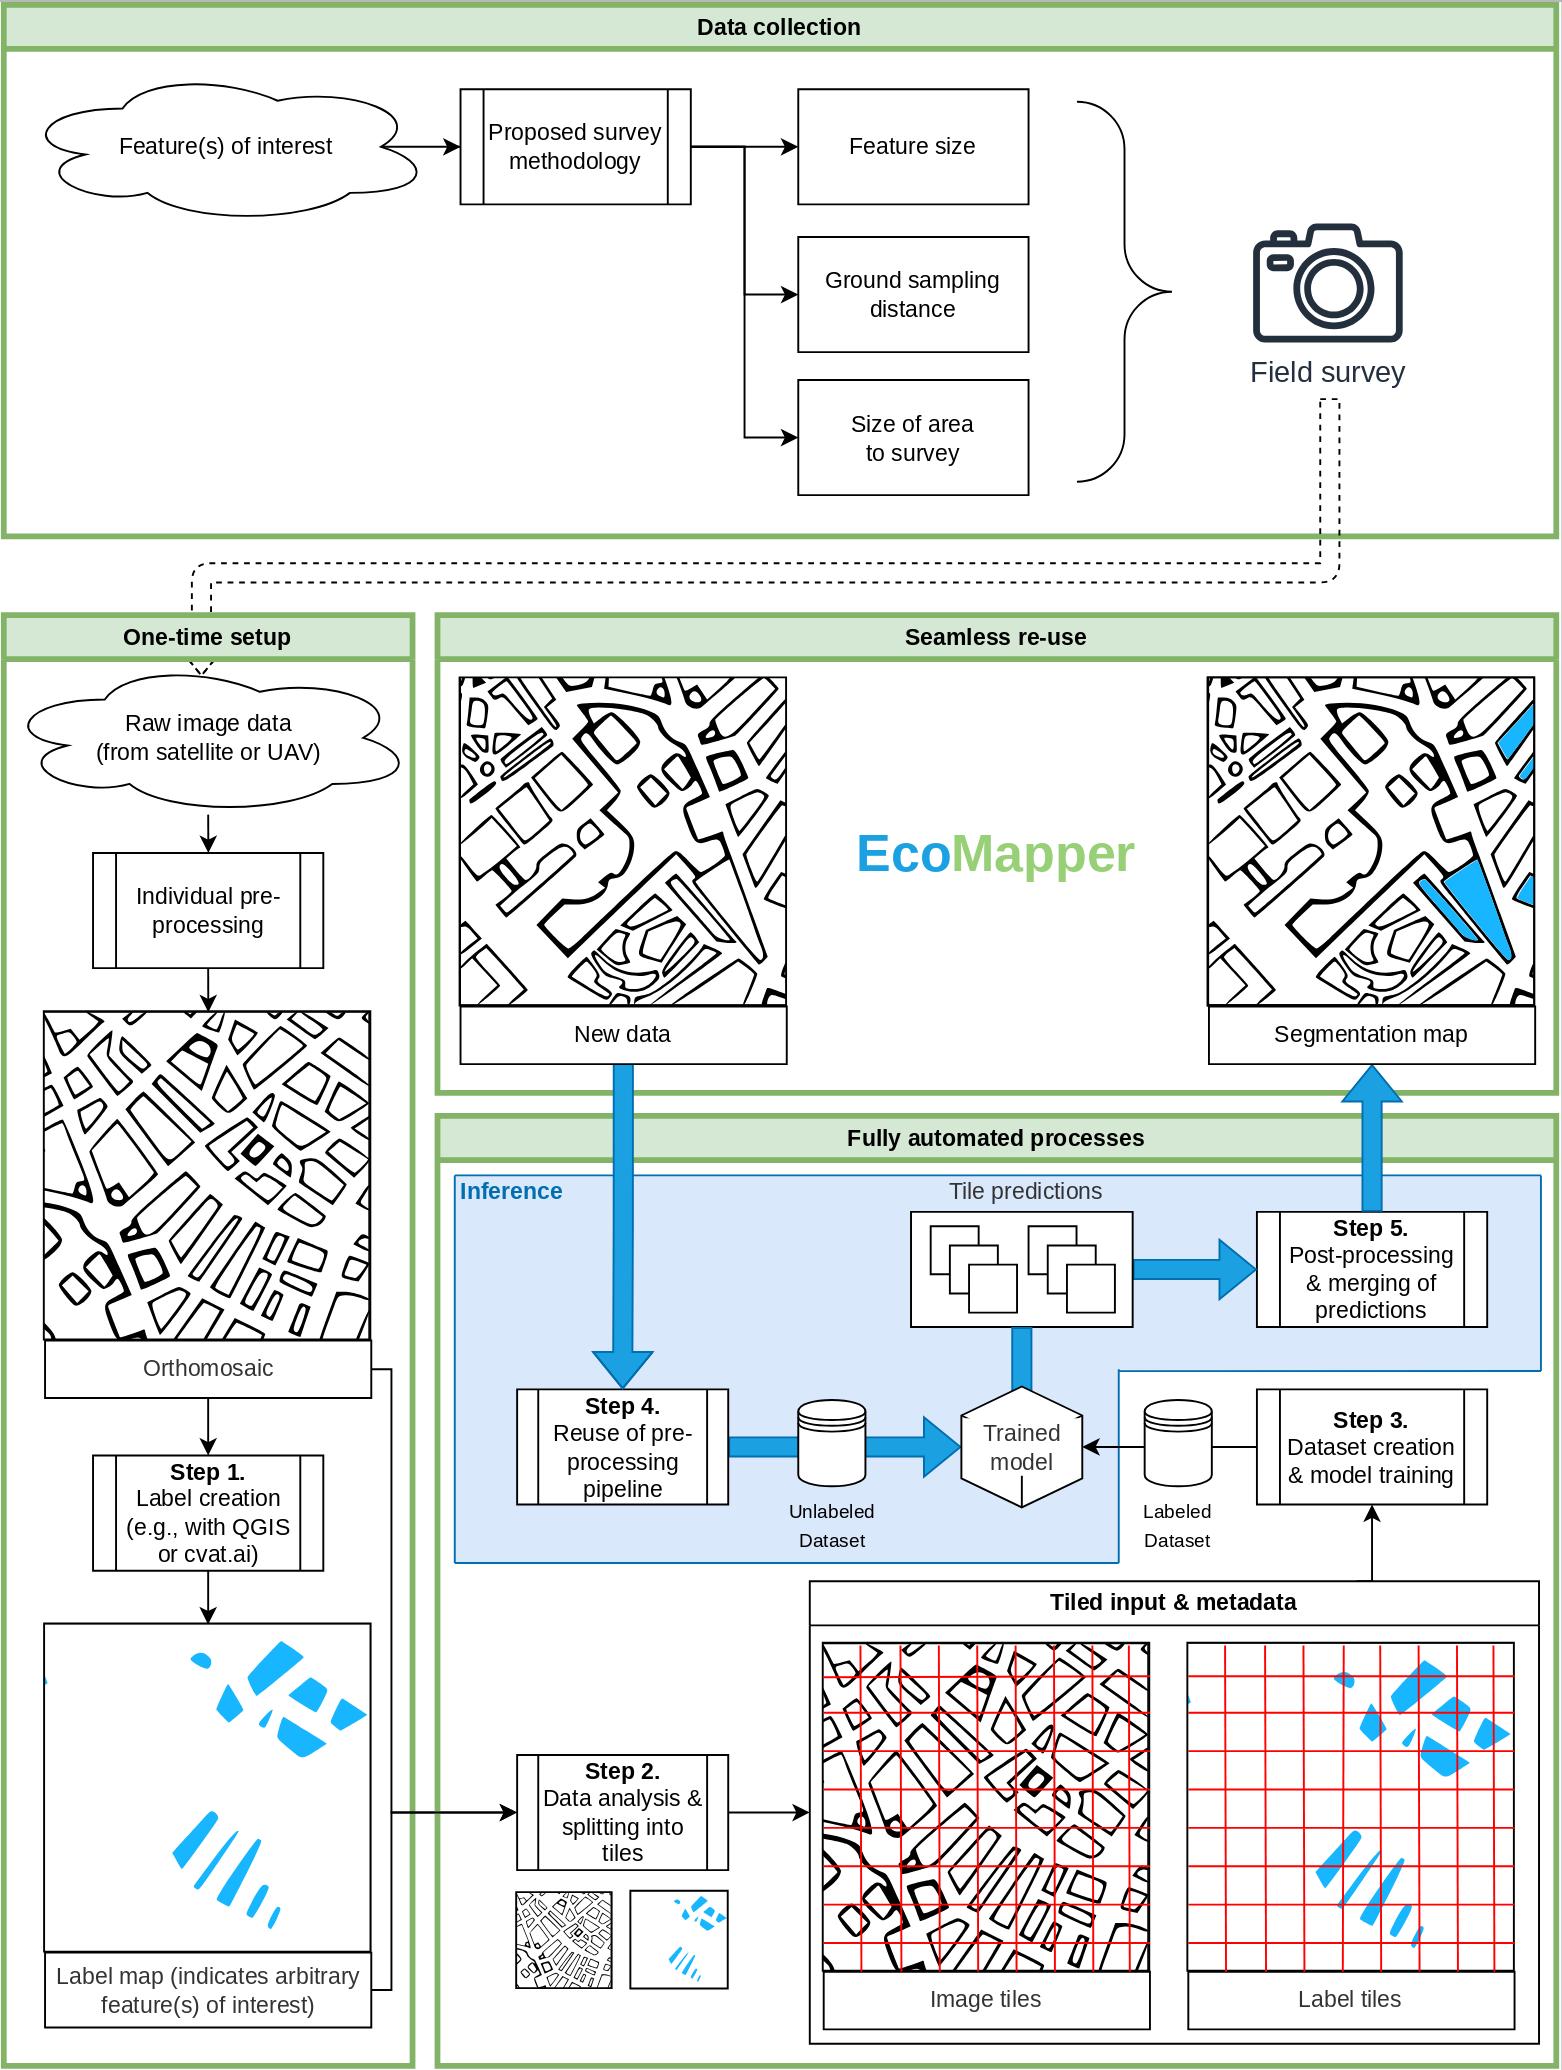 Data collection
Feature(s) of interest
Proposed survey
methodology
Feature size
Ground sampling
distance
Size of area
to survey
Field survey
One-time setup
Raw image data
(from satellite or UAV)
Individual pre-
processing
Orthomosaic
Step 1.
Label creation
(e.g., with QGIS
or cvat.ai)
Label map (indicates arbitrary
feature(s) of interest)
Seamless re-use
New data
EcoMapper
Segmentation map
Fully automated processes
Inference
Tile predictions
Step 5.
Post-processing
& merging of
predictions
Step 4.
Reuse of pre-
processing
pipeline
Unlabeled
Dataset
Trained
model
Labeled
Dataset
Step 3.
Dataset creation
& model training
Step 2.
Data analysis &
splitting into
tiles
Tiled input & metadata
Image tiles
Label tiles